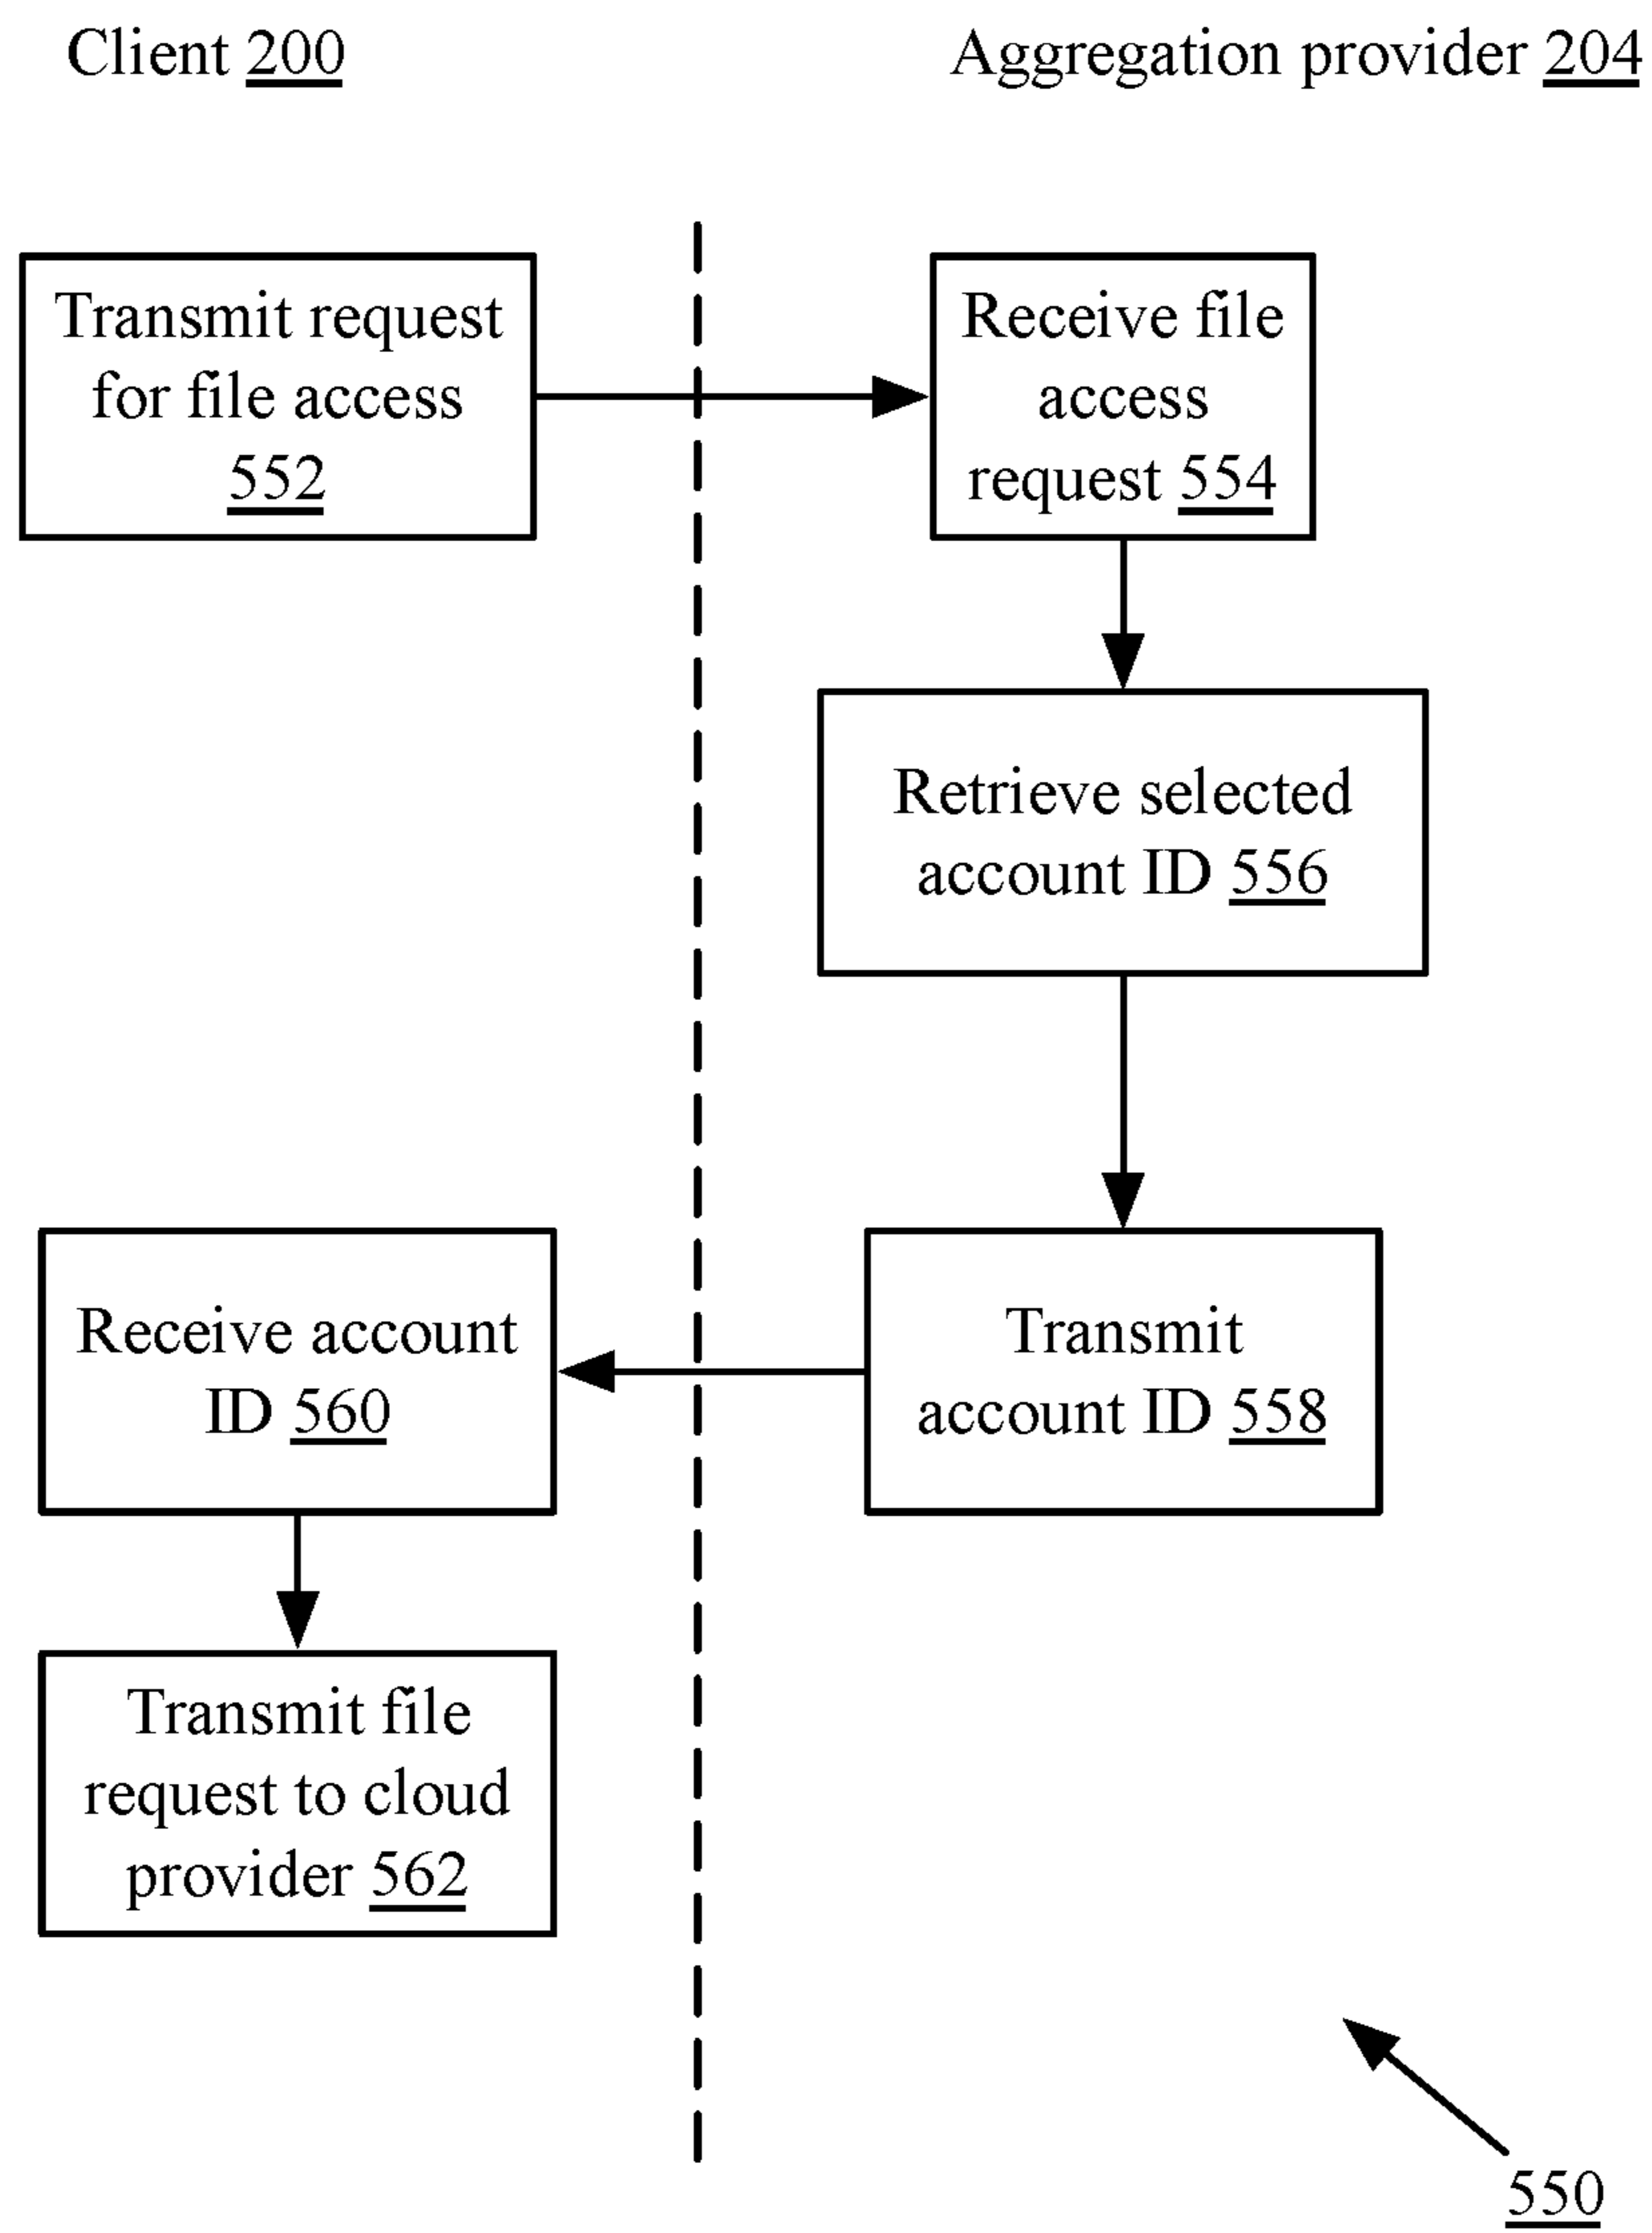 Client 200
Aggregation provider 204
Transmit request
for file access
552
Receive file
access
request 554
Retrieve selected
account ID 556
Transmit
account ID 558
Receive account
ID 560
Transmit file
request to cloud
provider 562
550